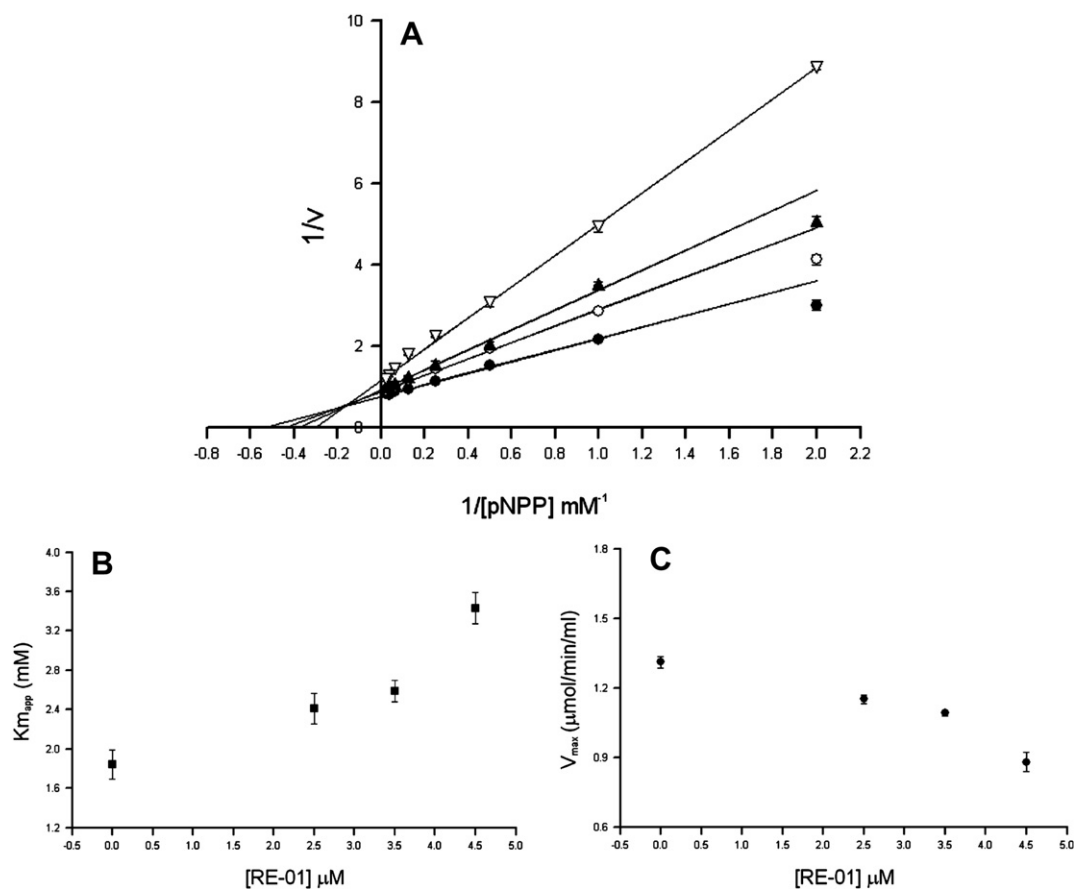 A
10
8
6
4
2
0
1/v
-0.8 -0.6 -0.4 -0.2 0.0 0.2 0.4 0.6 0.8 1.0 1.2 1.4 1.6 1.8 2.0 2.2
1/[pNPP] mM⁻¹
B
4.0
3.6
3.2
2.8
2.4
2.0
1.6
1.2
Km_app (mM)
-0.5 0.0 0.5 1.0 1.5 2.0 2.5 3.0 3.5 4.0 4.5 5.0
[RE-01] μM
C
1.8
1.5
1.2
0.9
0.6
V_max (μmol/min/ml)
-0.5 0.0 0.5 1.0 1.5 2.0 2.5 3.0 3.5 4.0 4.5 5.0
[RE-01] μM